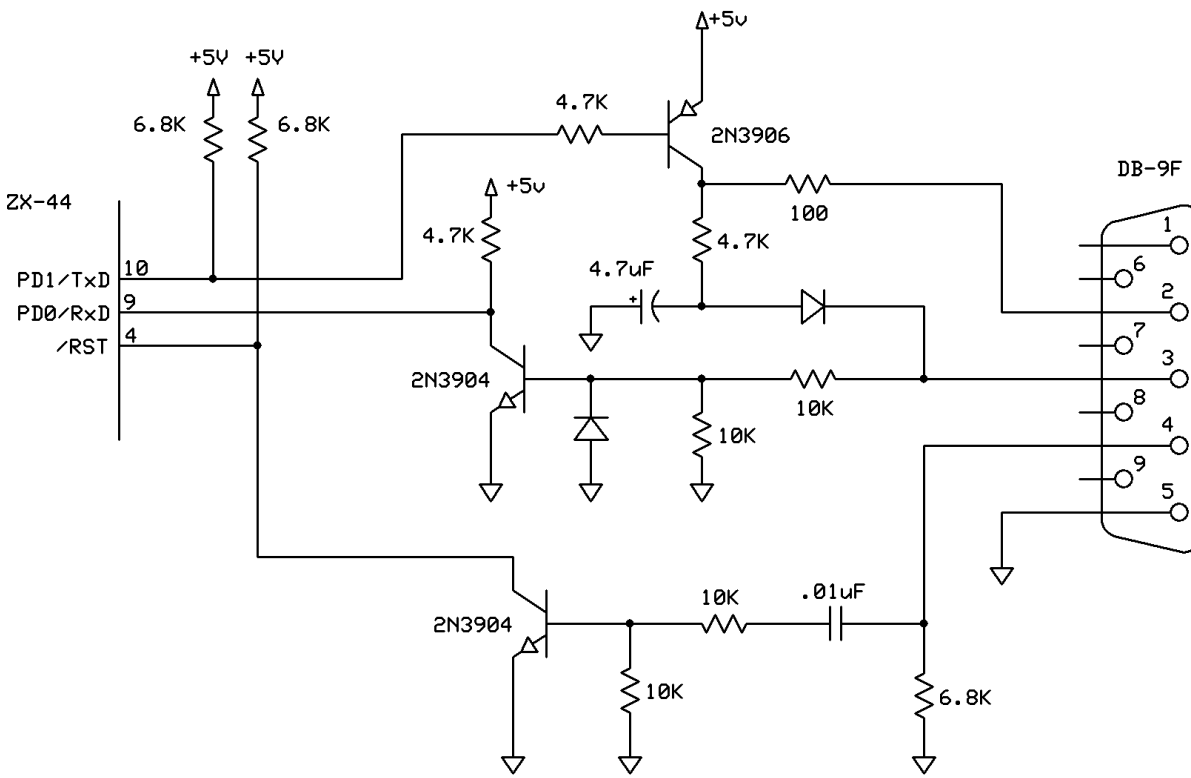 +5v
+5V +5V
4.7K
6.8K
6.8K
2N3906
DB-9F
ZX-44
+5v
100
1
4.7K
4.7K
4.7uF
6
PD1/TxD 10
2
PD0/RxD 9
+
/RST 4
7
3
2N3904
10K
8
10K
4
9
5
.01uF
10K
2N3904
10K
6.8K